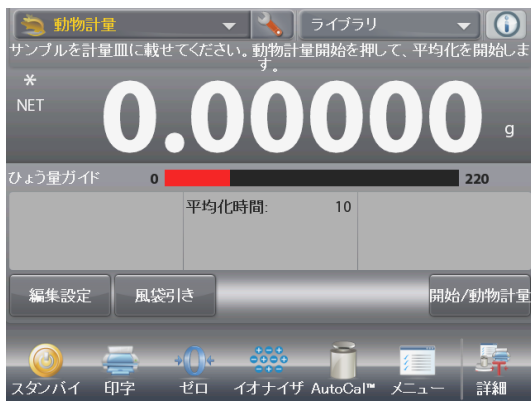 動物計量
ライブラリ
サンプルを計量皿に載せてください。動物計量開始を押して、平均化を開始しま
す。
*
NET
0.00000 g
ひょう量ガイド 0 220
平均化時間: 10
編集設定 風袋引き 開始/動物計量
スタンバイ 印字 ゼロ イオナイザ AutoCal™ メニュー 詳細